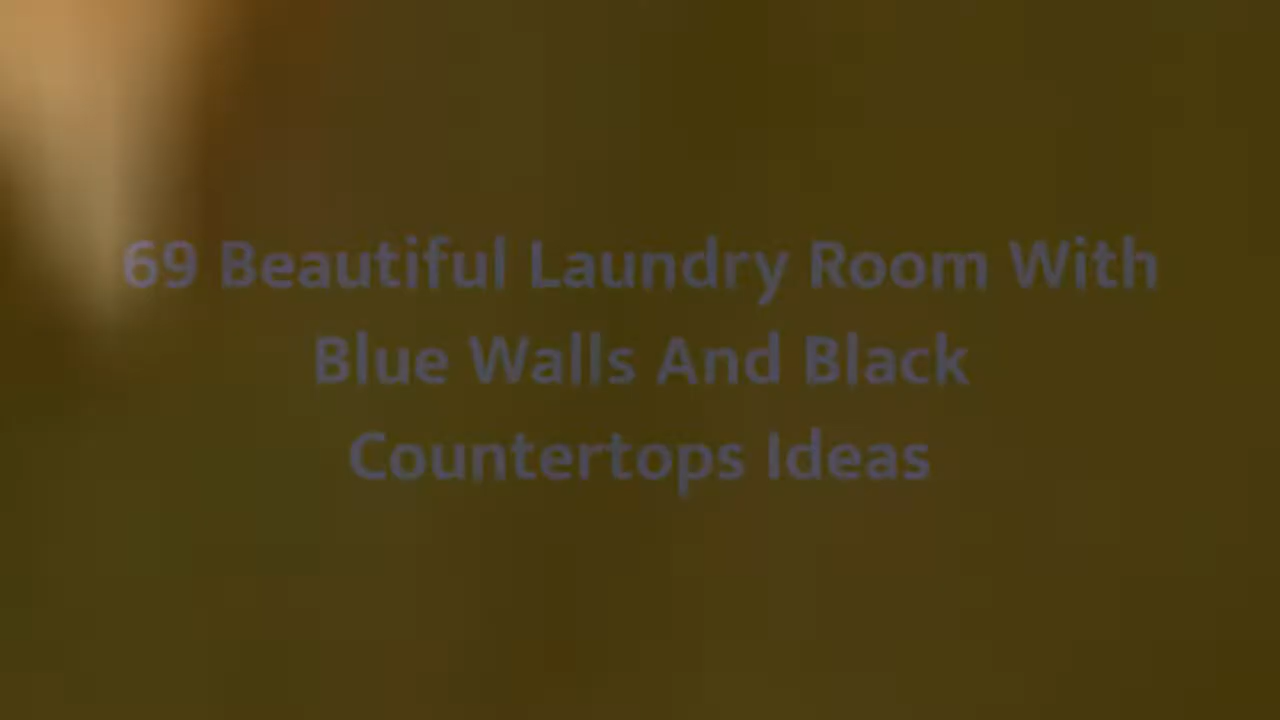 69 Beautiful Laundry Room With
Blue Walls And Black
Countertops Ideas